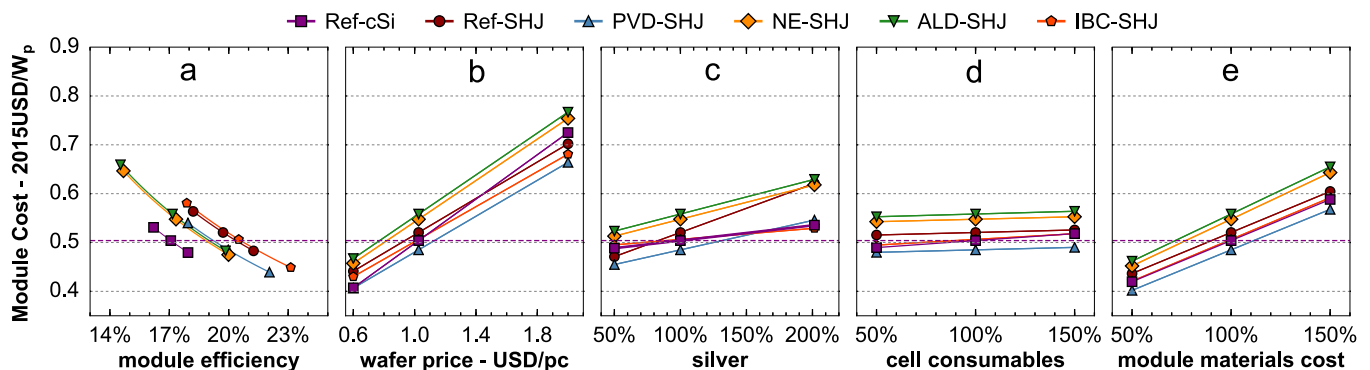 Ref-cSi Ref-SHJ PVD-SHJ NE-SHJ ALD-SHJ IBC-SHJ
Module Cost - 2015USD/Wp
0.9
0.8
0.7
0.6
0.5
0.4
a b c d e
14% 17% 20% 23% 0.6 1.0 1.4 1.8 50% 100% 150% 200% 50% 100% 150% 50% 100% 150%
module efficiency wafer price - USD/pc silver cell consumables module materials cost